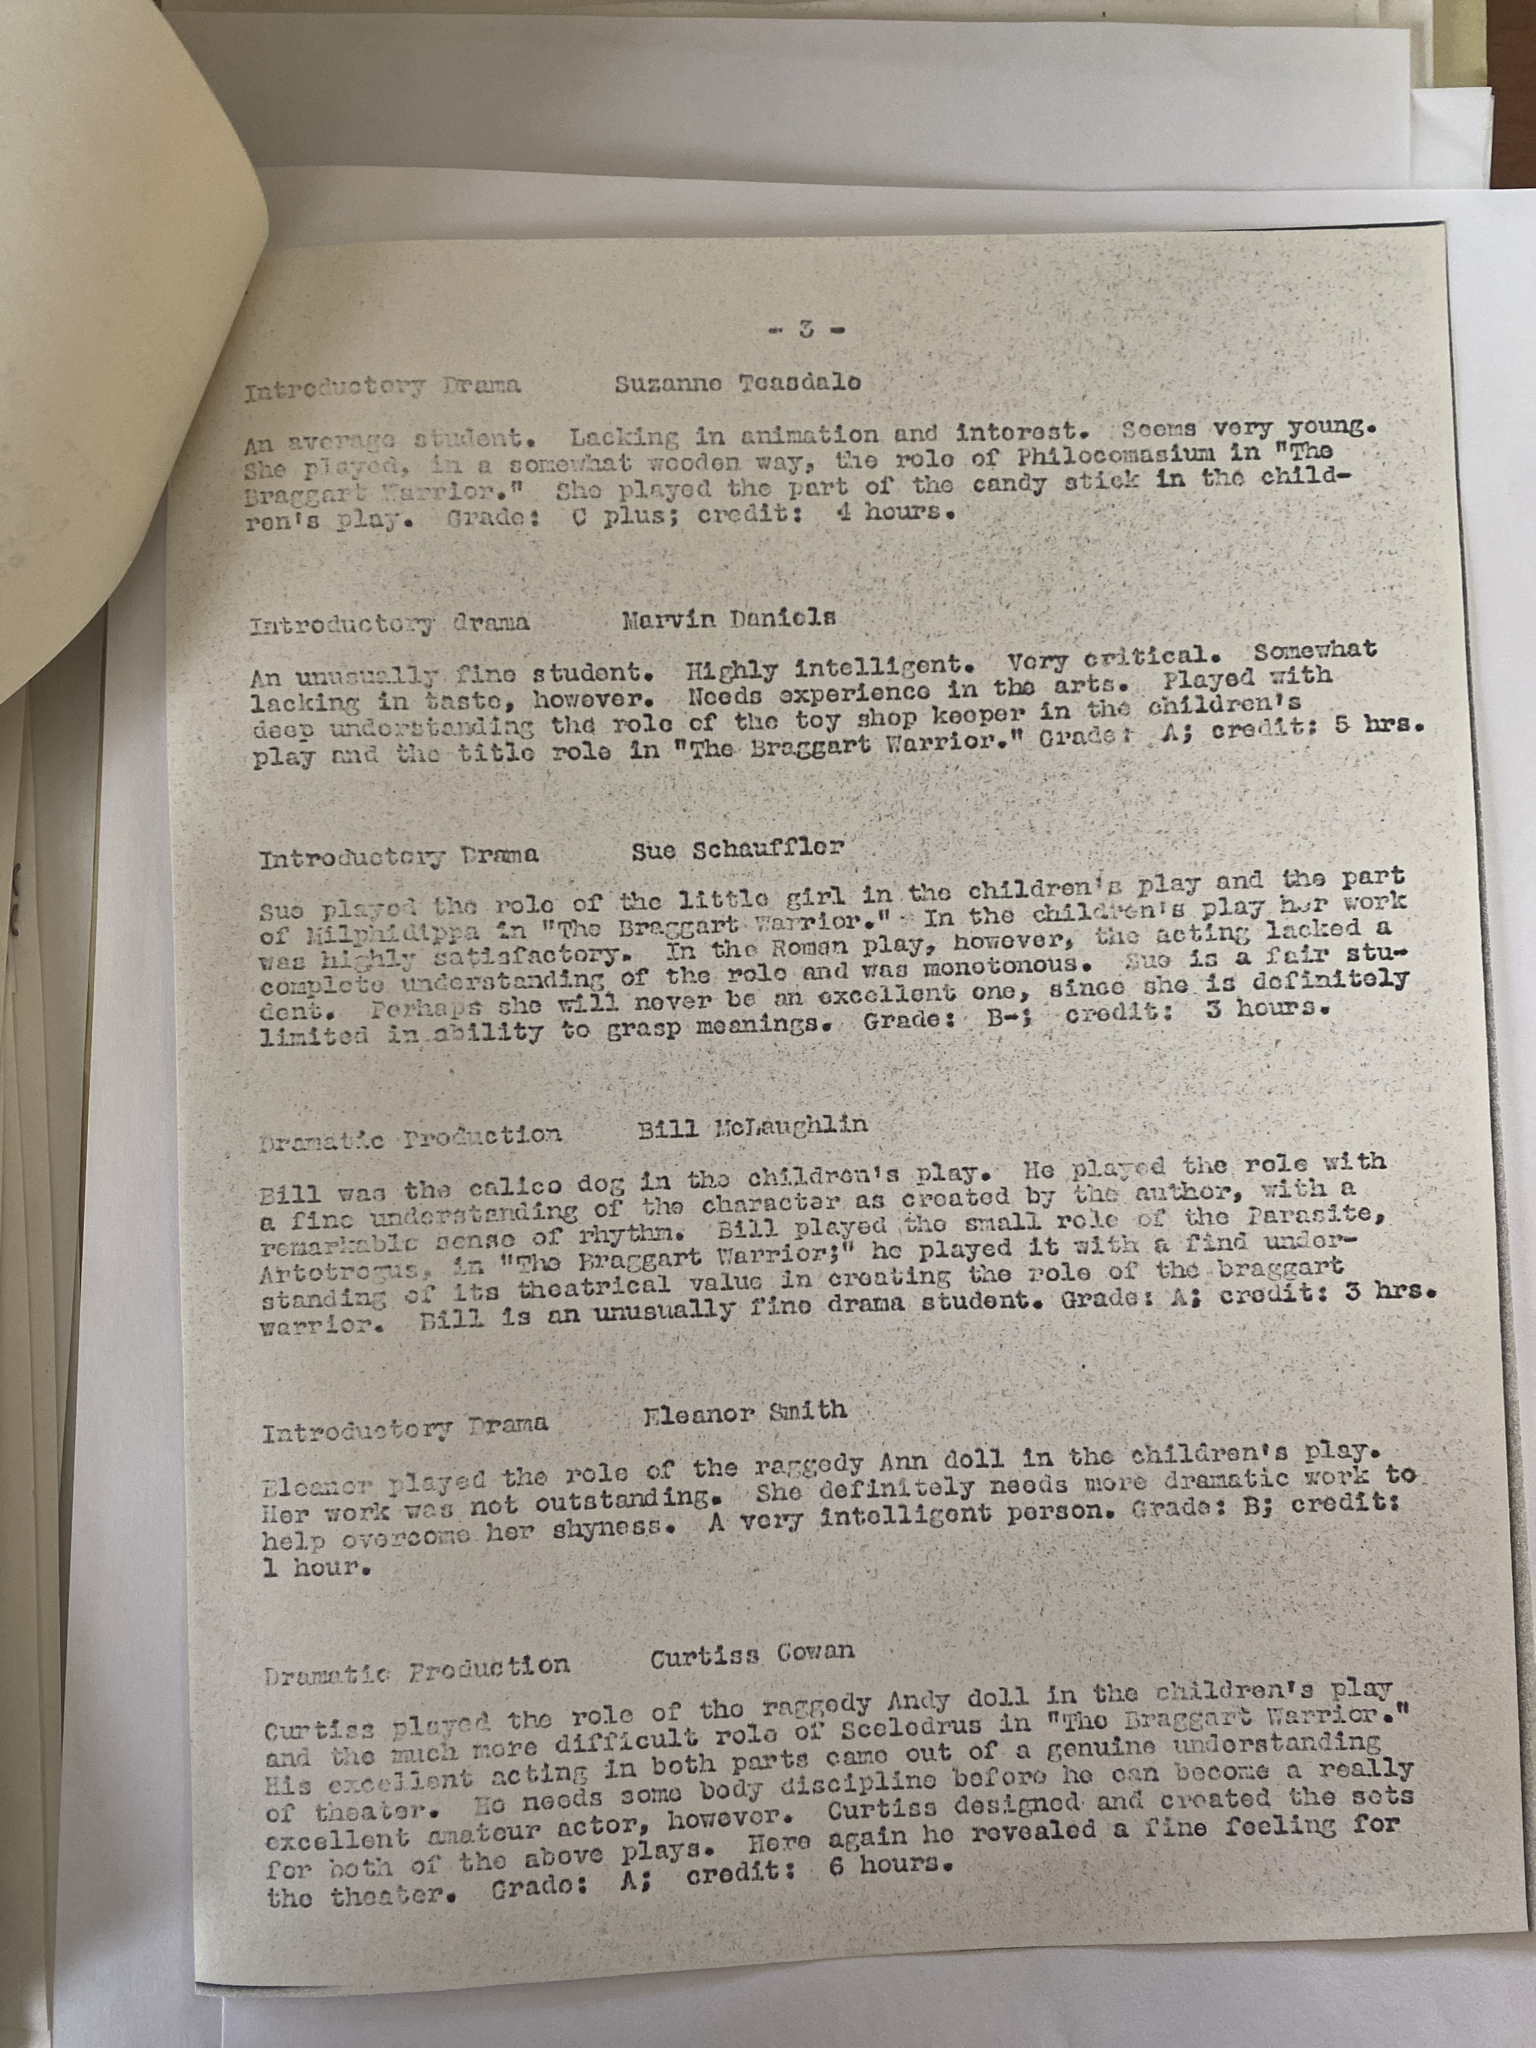 - 3 -
Introductory Drama Suzanne Teasdale
An average student. Lacking in animation and interest. Seems very young.
She played, in a somewhat wooden way, the role of Philocomasium in "The
Braggart Warrior." She played the part of the candy stick in the child-
ren's play. Grade: C plus; credit: 4 hours.
Introductory drama Marvin Daniels
An unusually fine student. Highly intelligent. Very critical. Somewhat
lacking in taste, however. Needs experience in the arts. Played with
deep understanding the role of the toy shop keeper in the children's
play and the title role in "The Braggart Warrior." Grade: A; credit: 5 hrs.
Introductory Drama Sue Schauffler
Sue played the role of the little girl in the children's play and the part
of Milphidippa in "The Braggart Warrior." In the children's play her work
was highly satisfactory. In the Roman play, however, the acting lacked a
complete understanding of the role and was monotonous. Sue is a fair stu-
dent. Perhaps she will never be an excellent one, since she is definitely
limited in ability to grasp meanings. Grade: B-; credit: 3 hours.
Dramatic Production Bill McLaughlin
Bill was the calico dog in the children's play. He played the role with
a fine understanding of the character as created by the author, with a
remarkable sense of rhythm. Bill played the small role of the Parasite,
Artotrogus, in "The Braggart Warrior;" he played it with a find under-
standing of its theatrical value in creating the role of the braggart
warrior. Bill is an unusually fine drama student. Grade: A; credit: 3 hrs.
Introductory Drama Eleanor Smith
Eleanor played the role of the raggedy Ann doll in the children's play.
Her work was not outstanding. She definitely needs more dramatic work to
help overcome her shyness. A very intelligent person. Grade: B; credit:
1 hour.
Dramatic Production Curtiss Cowan
Curtiss played the role of the raggedy Andy doll in the children's play
and the much more difficult role of Sceledrus in "The Braggart Warrior."
His excellent acting in both parts came out of a genuine understanding
of theater. He needs some body discipline before he can become a really
excellent amateur actor, however. Curtiss designed and created the sets
for both of the above plays. Here again he revealed a fine feeling for
the theater. Grade: A; credit: 6 hours.